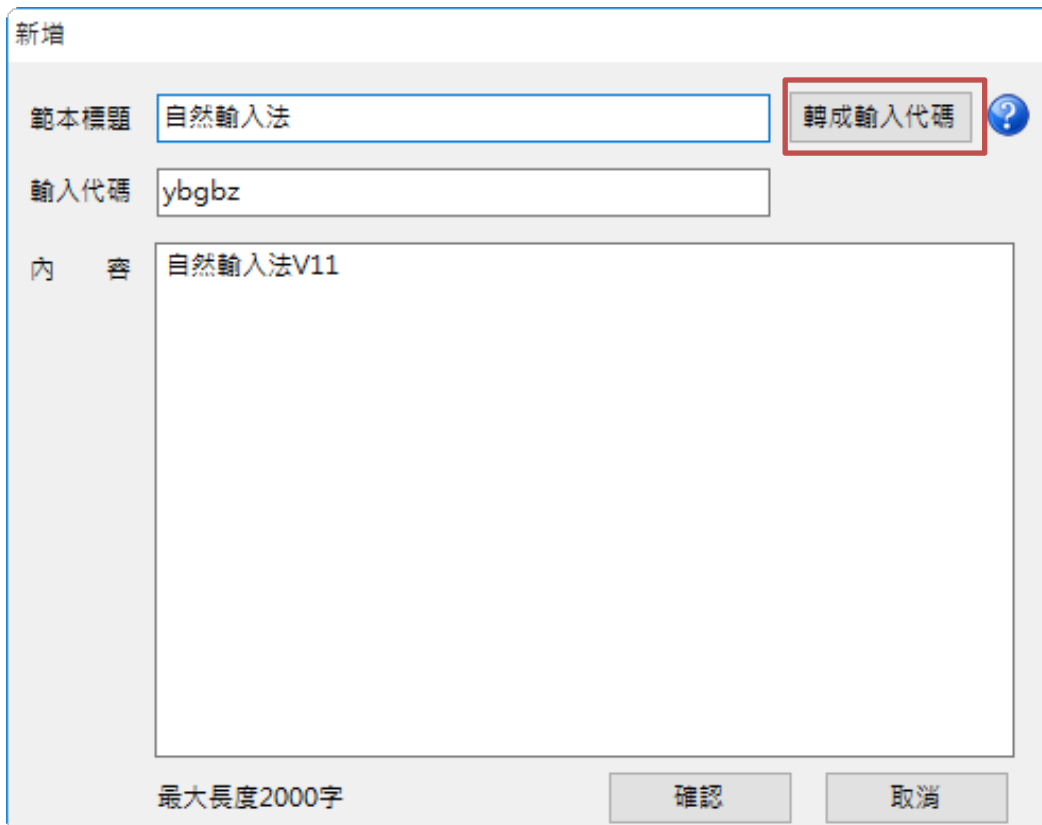 新增
範本標題 自然輸入法 轉成輸入代碼 ?
輸入代碼 ybgbz
內 容 自然輸入法V11
最大長度2000字 確認 取消